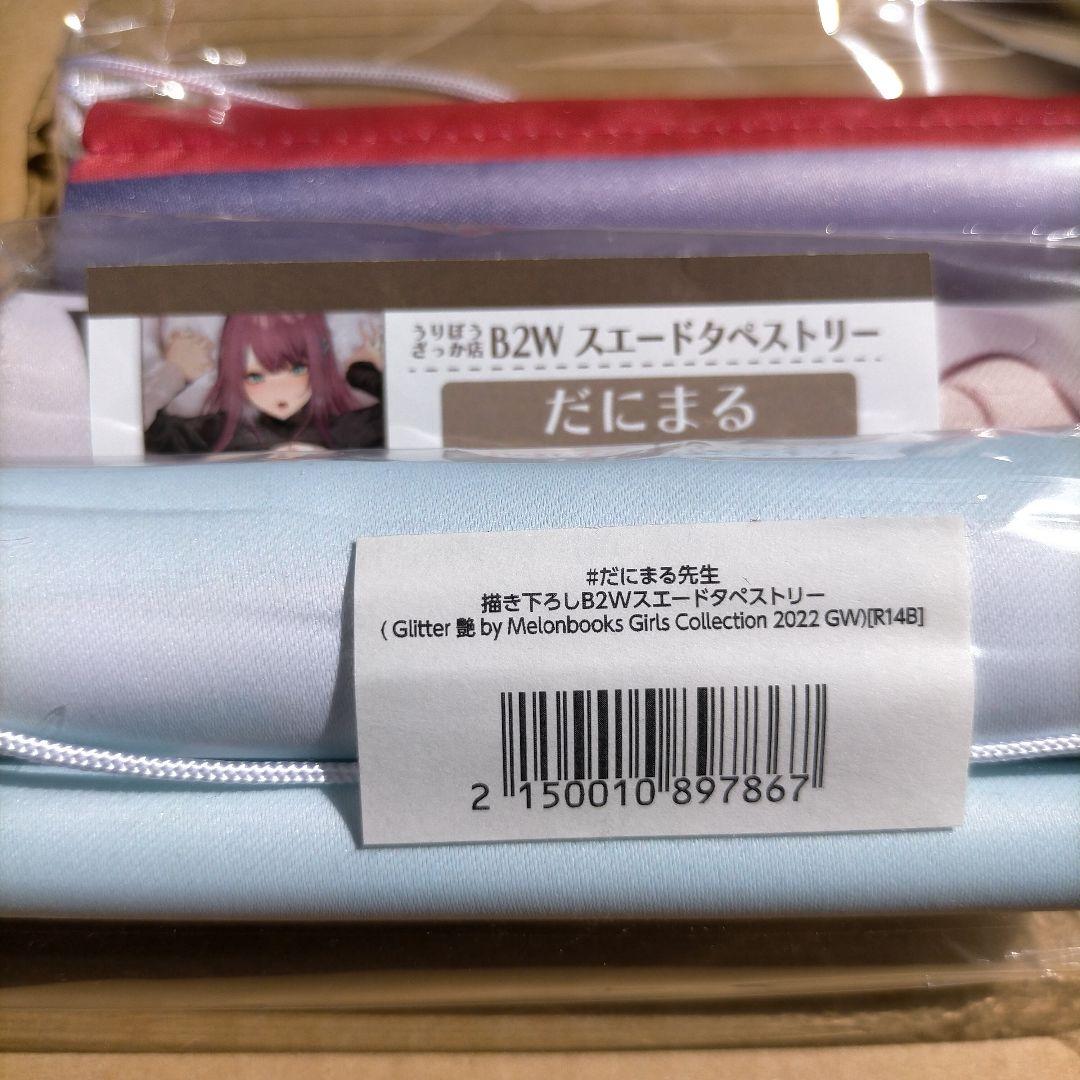 うりぼう
ざっか店 B2W スエードタペストリー
だにまる
#だにまる先生
描き下ろしB2Wスエードタペストリー
( Glitter 艶 by Melonbooks Girls Collection 2022 GW)[R14B]
2 150010 897867